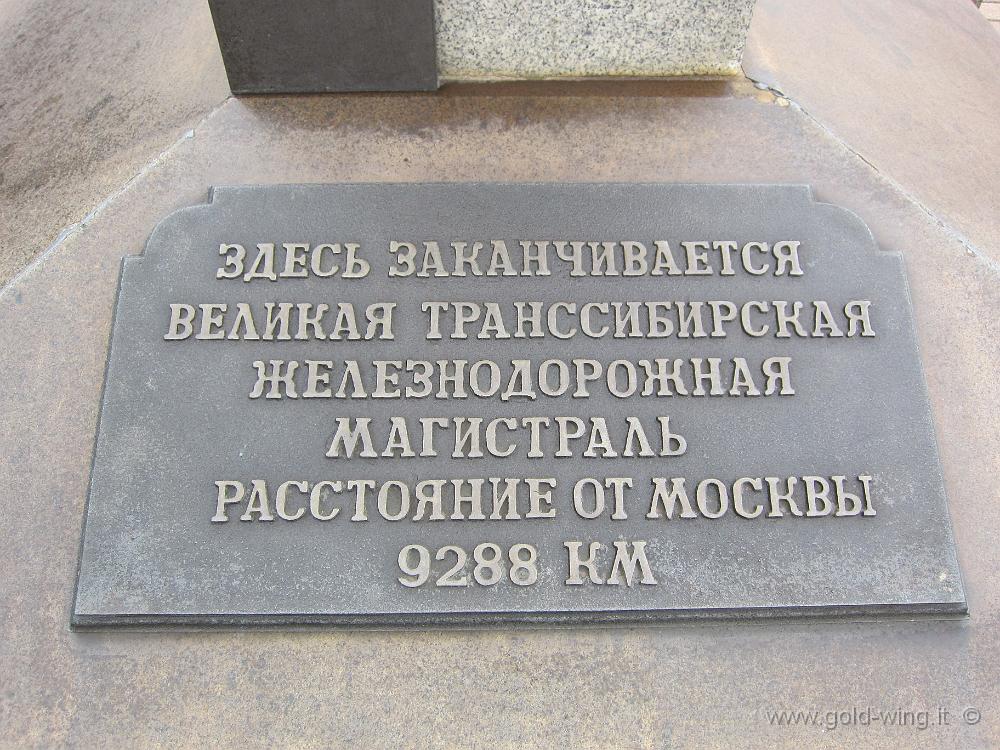 ЗДЕСЬ ЗАКАНЧИВАЕТСЯ
ВЕЛИКАЯ ТРАНССИБИРСКАЯ
ЖЕЛЕЗНОДОРОЖНАЯ
МАГИСТРАЛЬ
РАССТОЯНИЕ ОТ МОСКВЫ
9288 КМ
www.gold-wing.it ©